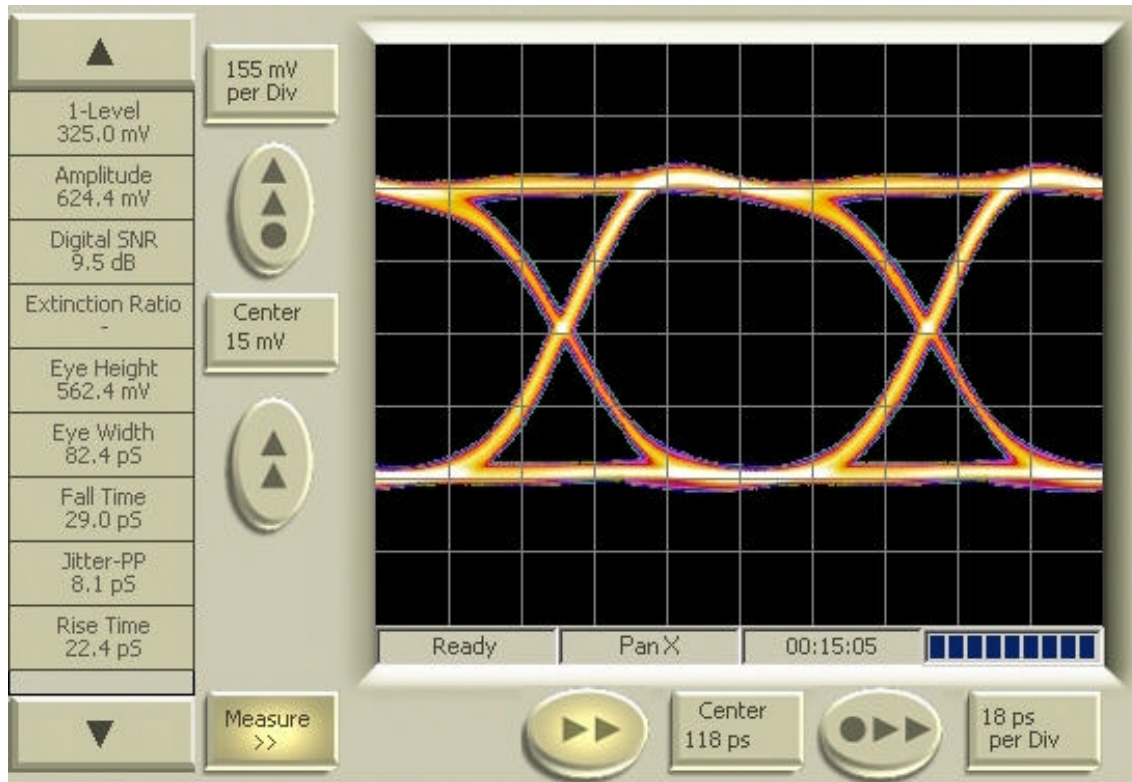 1-Level
325.0 mV
Amplitude
624.4 mV
Digital SNR
9.5 dB
Extinction Ratio
-
Eye Height
562.4 mV
Eye Width
82.4 pS
Fall Time
29.0 pS
Jitter-PP
8.1 pS
Rise Time
22.4 pS
155 mV
per Div
Center
15 mV
Measure
>>
Ready
Pan X
00:15:05
Center
118 ps
18 ps
per Div